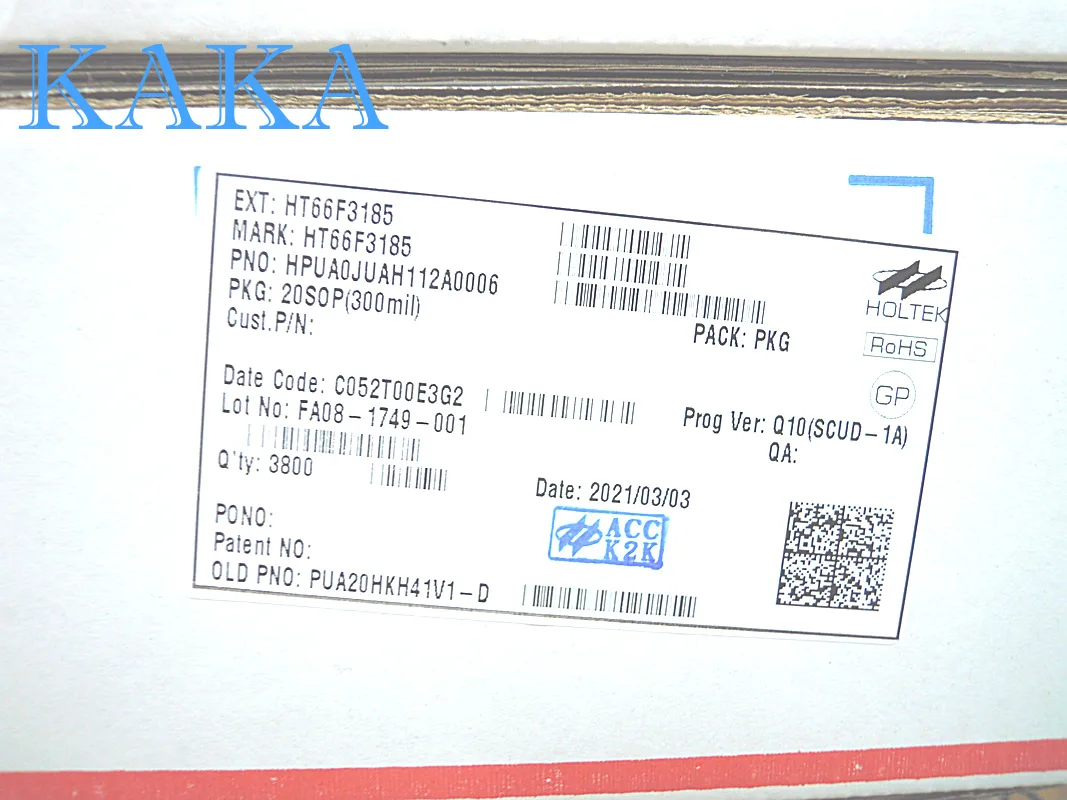 KAKA
EXT: HT66F3185
MARK: HT66F3185
PNO: HPUA0JUAH112A0006
PKG: 20SOP(300mil)
Cust.P/N:
PACK: PKG
HOLTEK
RoHS
GP
Date Code: C052T00E3G2
Lot No: FA08-1749-001
Prog Ver: Q10(SCUD-1A)
QA:
Q'ty: 3800
Date: 2021/03/03
ACC
K2K
PONO:
Patent NO:
OLD PNO: PUA20HKH41V1-D